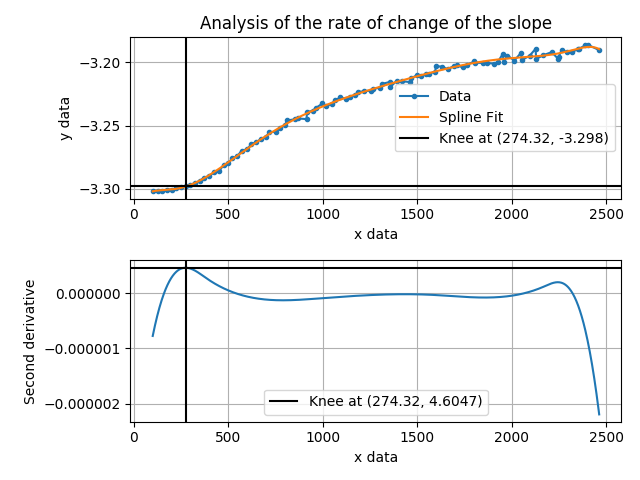 Analysis of the rate of change of the slope
y data
−3.20
−3.25
−3.30
Data
Spline Fit
Knee at (274.32, -3.298)
0 500 1000 1500 2000 2500
x data
Second derivative
0.000000
−0.000001
−0.000002
Knee at (274.32, 4.6047)
0 500 1000 1500 2000 2500
x data